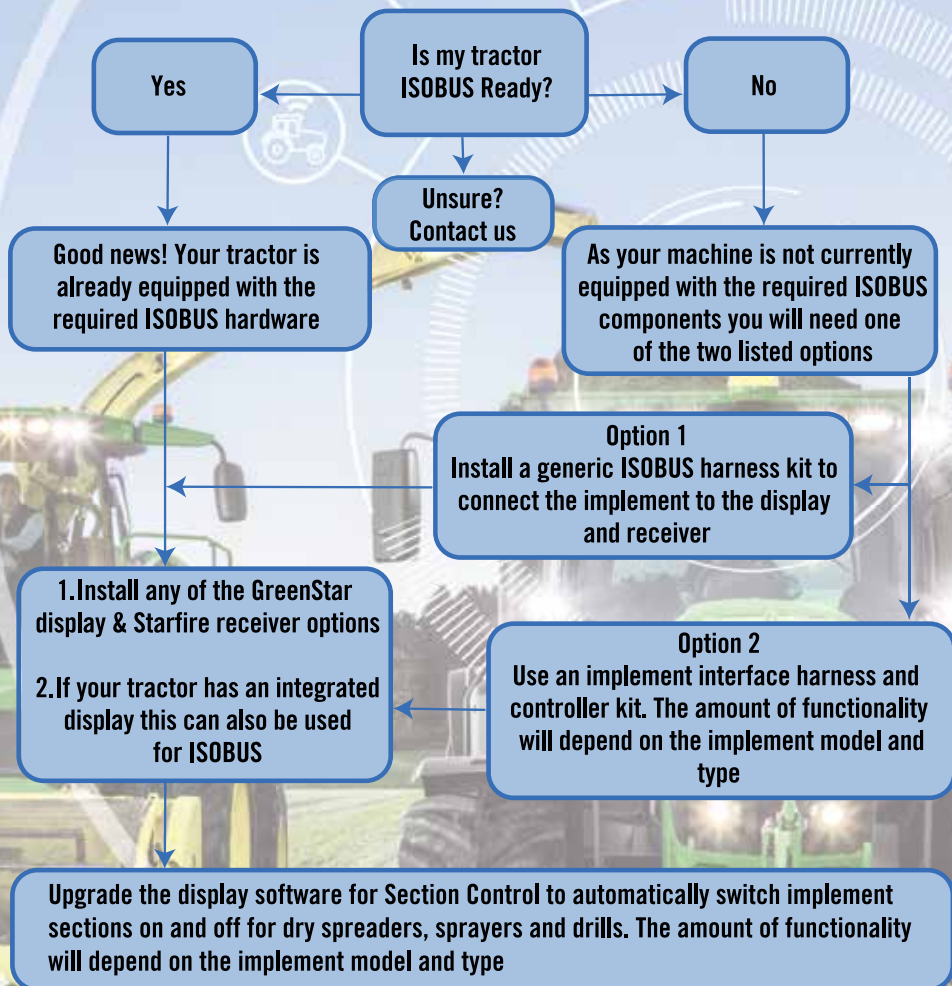 Is my tractor
ISOBUS Ready?
Yes
No
Unsure?
Contact us
Good news! Your tractor is
already equipped with the
required ISOBUS hardware
As your machine is not currently
equipped with the required ISOBUS
components you will need one
of the two listed options
Option 1
Install a generic ISOBUS harness kit to
connect the implement to the display
and receiver
1.Install any of the GreenStar
display & Starfire receiver options
2.If your tractor has an integrated
display this can also be used
for ISOBUS
Option 2
Use an implement interface harness and
controller kit. The amount of functionality
will depend on the implement model and
type
Upgrade the display software for Section Control to automatically switch implement
sections on and off for dry spreaders, sprayers and drills. The amount of functionality
will depend on the implement model and type